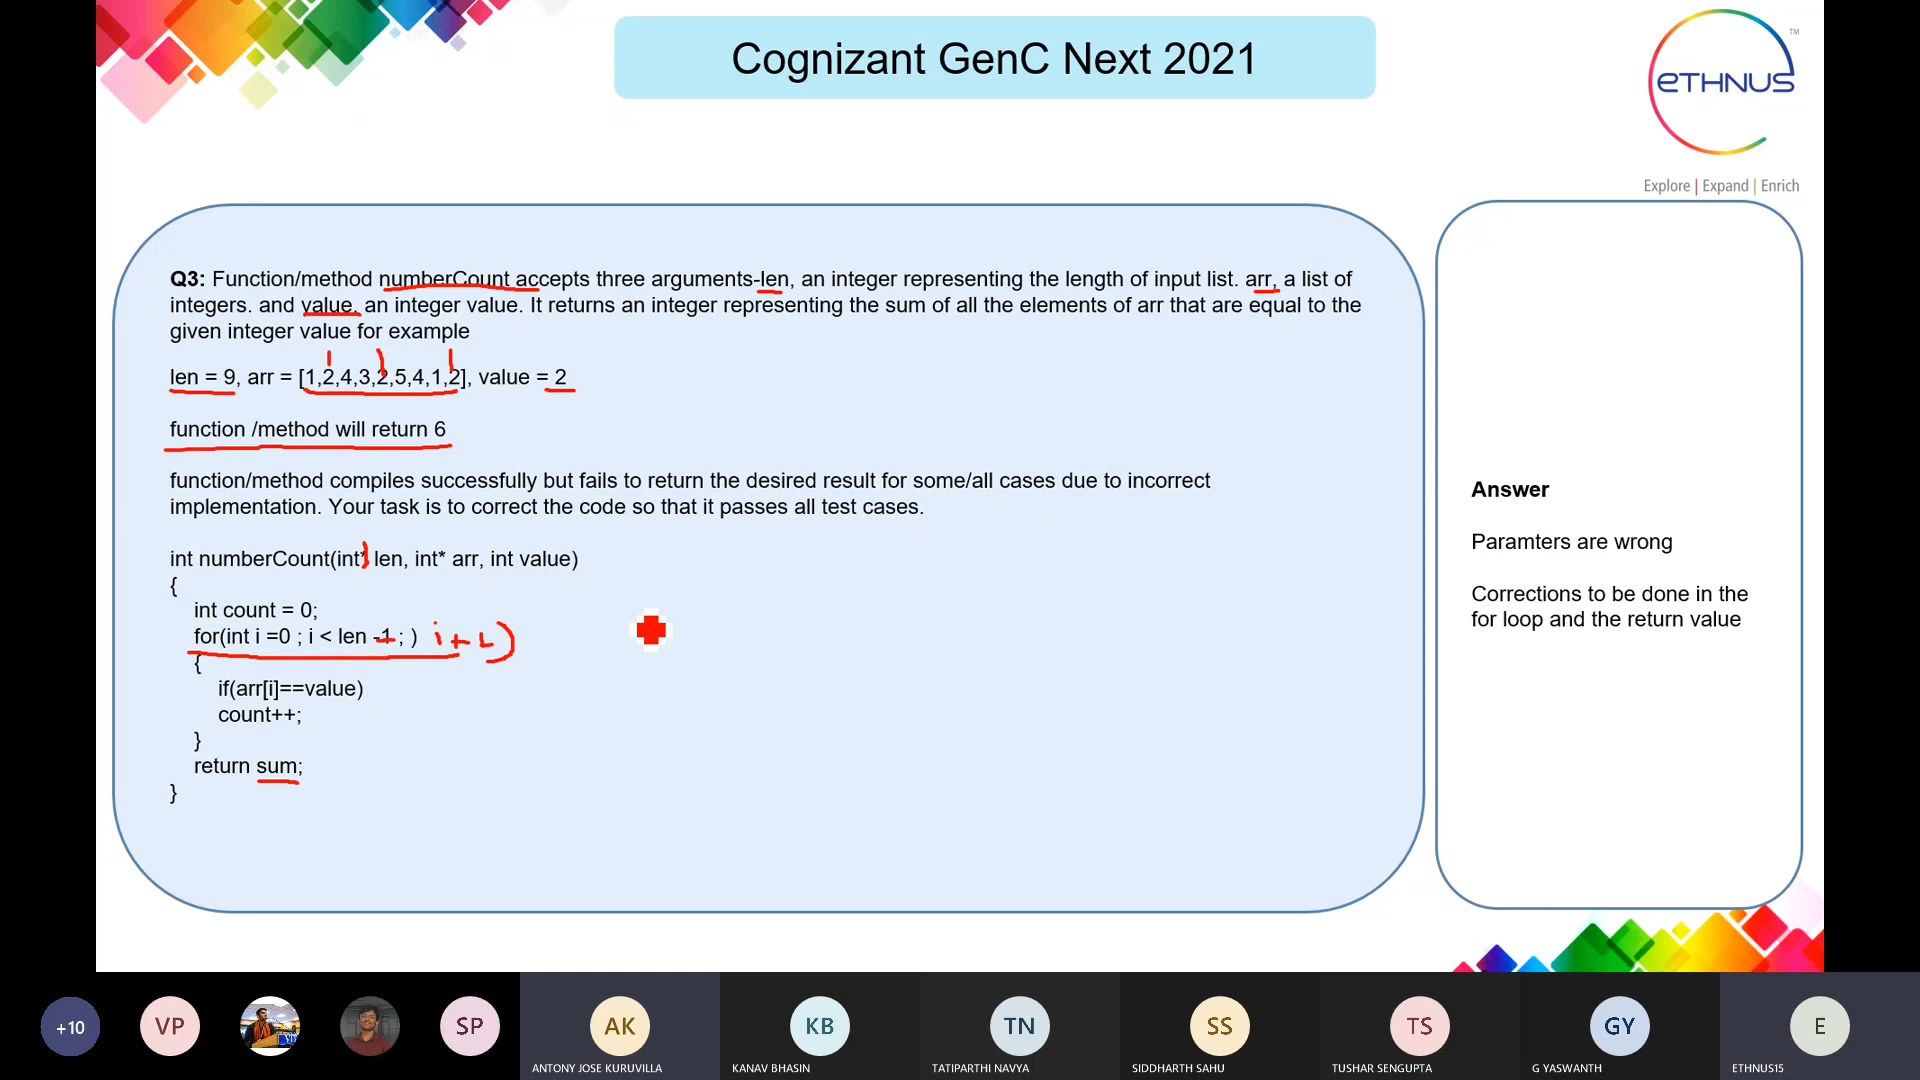 Cognizant GenC Next 2021
eTHNUS
TM
Explore | Expand | Enrich
Q3: Function/method numberCount accepts three arguments-len, an integer representing the length of input list. arr, a list of
integers. and value, an integer value. It returns an integer representing the sum of all the elements of arr that are equal to the
given integer value for example
len = 9, arr = [1,2,4,3,2,5,4,1,2], value = 2
function /method will return 6
function/method compiles successfully but fails to return the desired result for some/all cases due to incorrect
implementation. Your task is to correct the code so that it passes all test cases.
int numberCount(int* len, int* arr, int value)
{
int count = 0;
for(int i =0 ; i < len -1 ; )
{
if(arr[i]==value)
count++;
}
return sum;
}
Answer
Paramters are wrong
Corrections to be done in the
for loop and the return value
+10
VP
SP
AK
KB
TN
SS
TS
GY
E
ANTONY JOSE KURUVILLA
KANAV BHASIN
TATIPARTHI NAVYA
SIDDHARTH SAHU
TUSHAR SENGUPTA
G YASWANTH
ETHNUS15